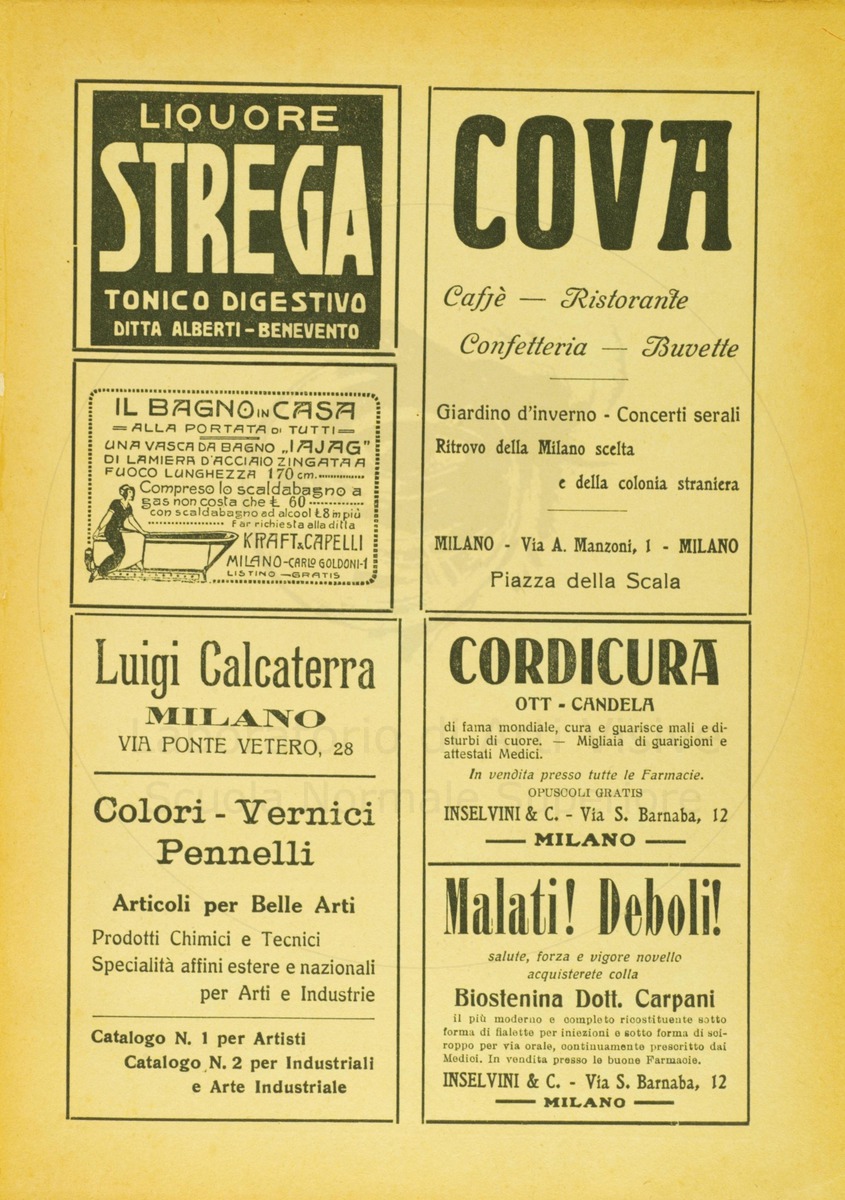 LIQUORE
STREGA
TONICO DIGESTIVO
DITTA ALBERTI - BENEVENTO
IL BAGNO IN CASA
= ALLA PORTATA DI TUTTI =
UNA VASCA DA BAGNO „IAJAG"
DI LAMIERA D'ACCIAIO ZINGATA A
FUOCO LUNGHEZZA 170 cm.
Compreso lo scaldabagno a
gas non costa che £ 60
con scaldabagno ad alcool £ 8 in più
Far richiesta alla ditta
KRAFT & CAPELLI
MILANO - CARLO GOLDONI - 1
LISTINO — GRATIS
Luigi Calcaterra
MILANO
VIA PONTE VETERO, 28
Colori - Vernici
Pennelli
Articoli per Belle Arti
Prodotti Chimici e Tecnici
Specialità affini estere e nazionali
per Arti e Industrie
Catalogo N. 1 per Artisti
Catalogo N. 2 per Industriali
e Arte Industriale
COVA
Caffè — Ristorante
Confetteria — Buvette
Giardino d'inverno - Concerti serali
Ritrovo della Milano scelta
e della colonia straniera
MILANO - Via A. Manzoni, 1 - MILANO
Piazza della Scala
CORDICURA
OTT - CANDELA
di fama mondiale, cura e guarisce mali e di-
sturbi di cuore. — Migliaia di guarigioni e
attestati Medici.
In vendita presso tutte le Farmacie.
OPUSCOLI GRATIS
INSELVINI & C. - Via S. Barnaba, 12
— MILANO —
Malati! Deboli!
salute, forza e vigore novello
acquisterete colla
Biostenina Dott. Carpani
il più moderno e completo ricostituente sotto
forma di fialette per iniezioni e sotto forma di sci-
roppo per via orale, continuamente prescritto dai
Medici. In vendita presso le buone Farmacie.
INSELVINI & C. - Via S. Barnaba, 12
— MILANO —